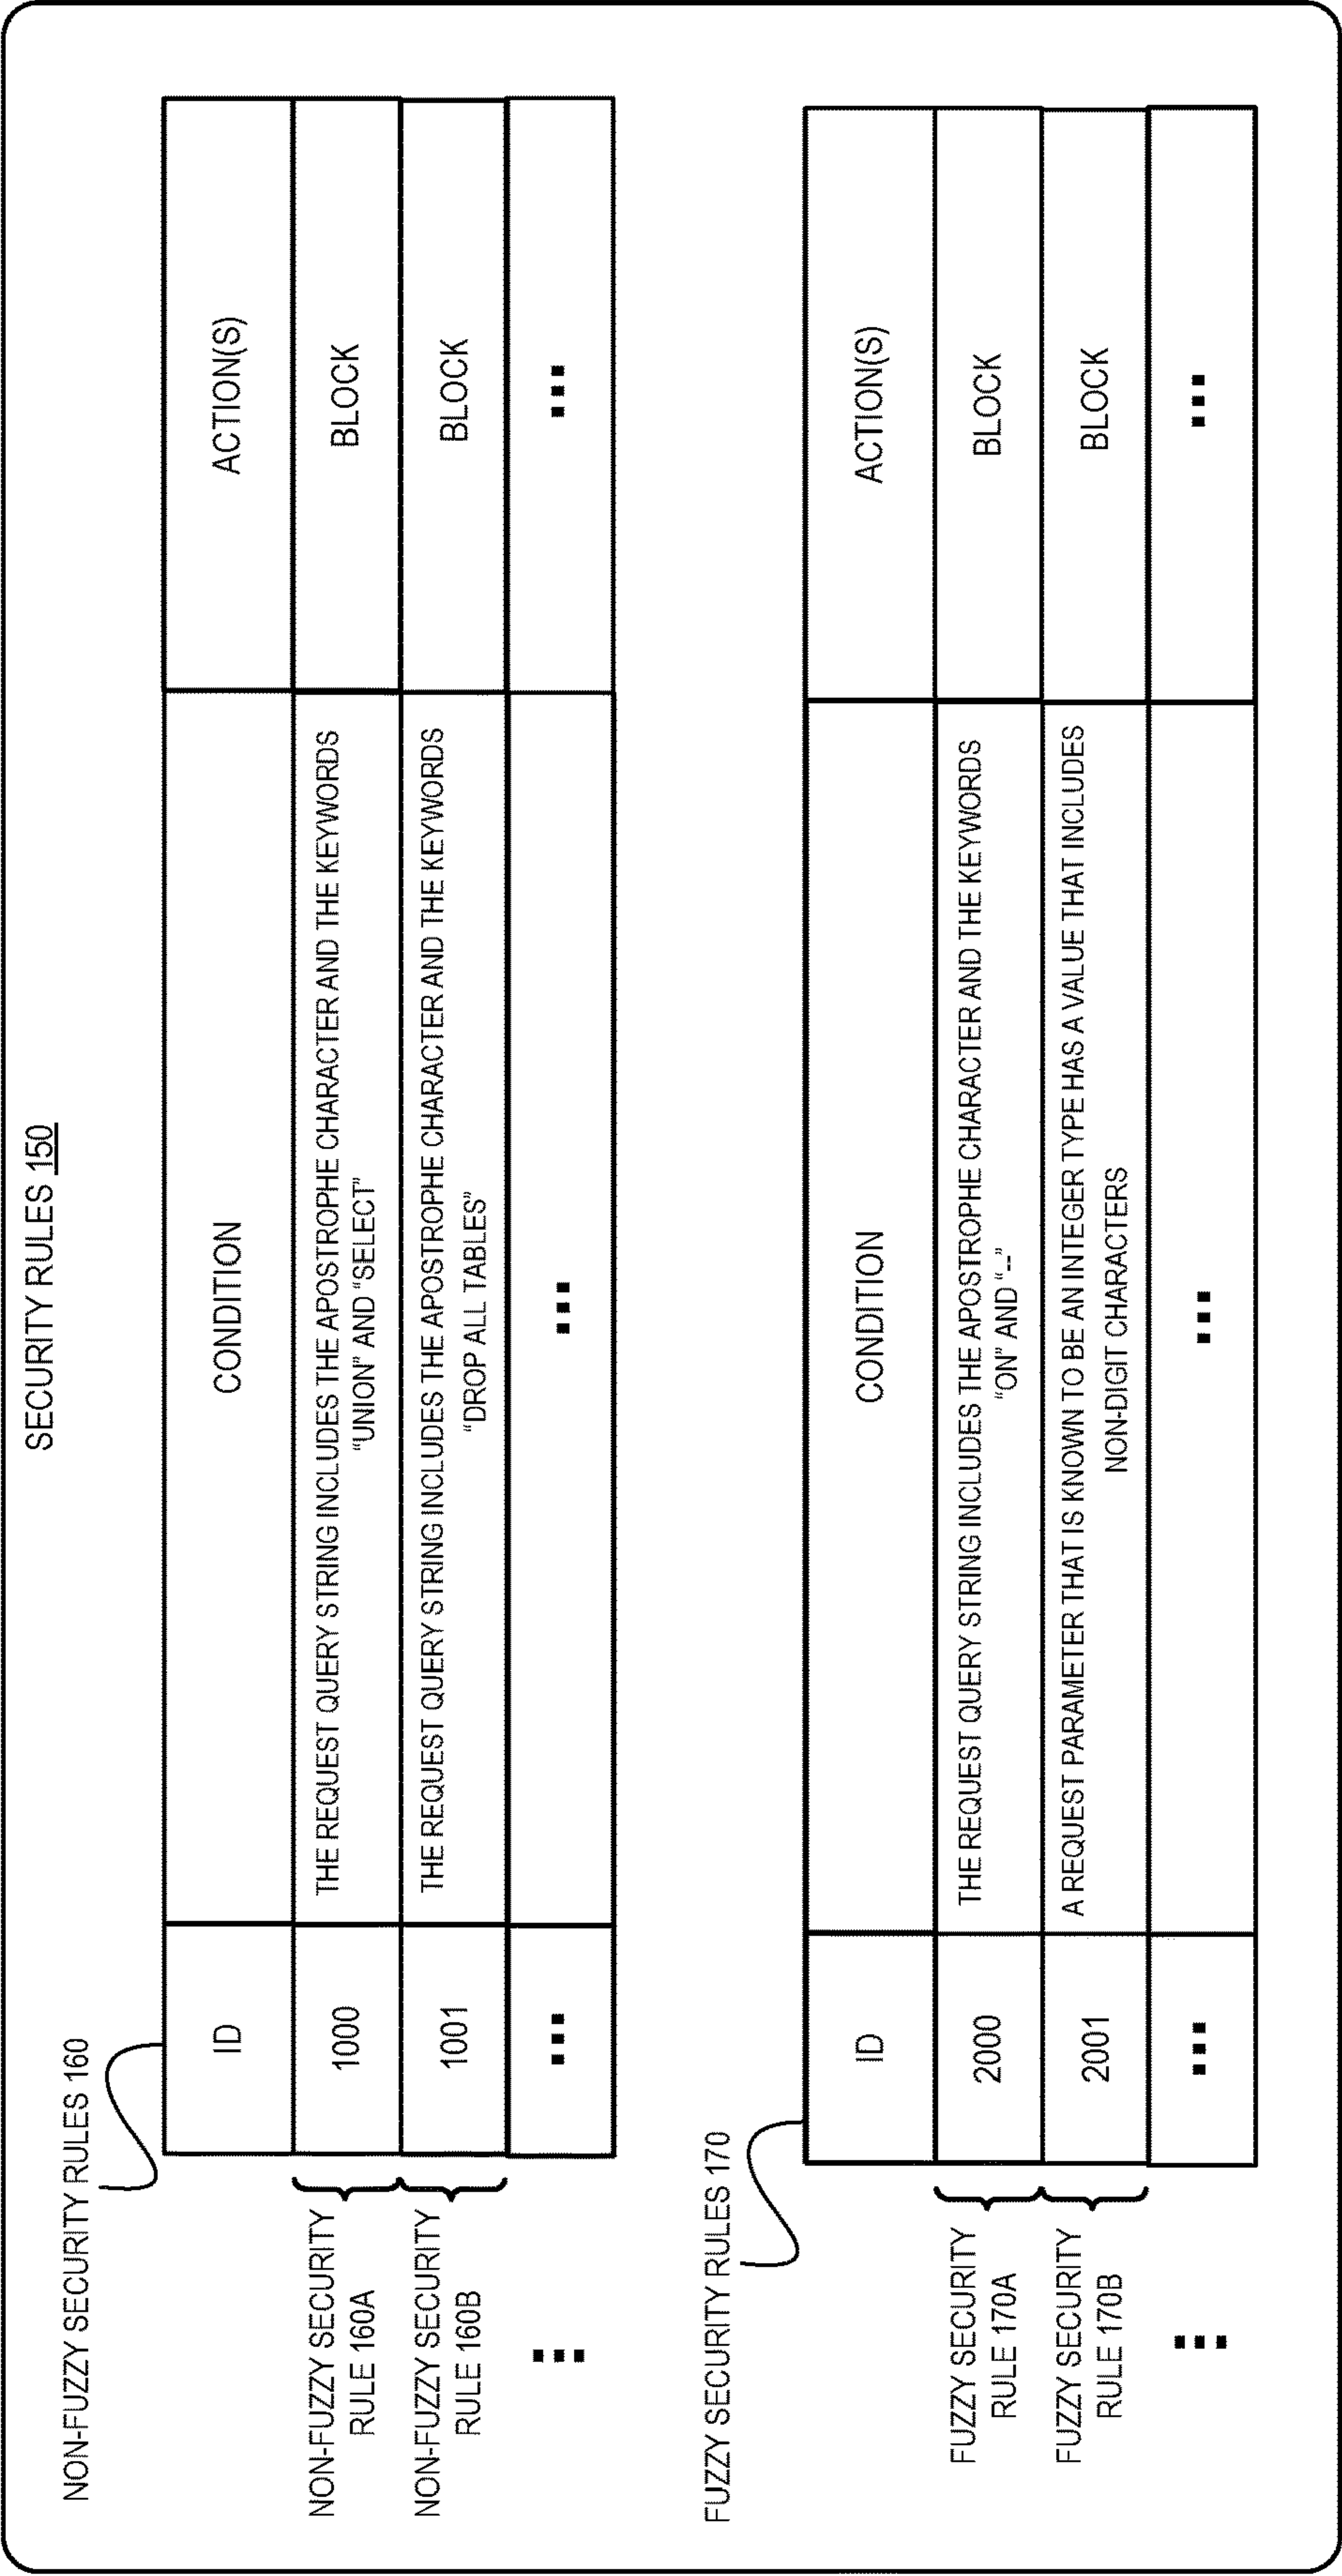 SECURITY RULES 150
NON-FUZZY SECURITY RULES 160
ID
CONDITION
ACTION(S)
NON-FUZZY SECURITY
RULE 160A
1000
THE REQUEST QUERY STRING INCLUDES THE APOSTROPHE CHARACTER AND THE KEYWORDS
“UNION” AND “SELECT”
BLOCK
NON-FUZZY SECURITY
RULE 160B
1001
THE REQUEST QUERY STRING INCLUDES THE APOSTROPHE CHARACTER AND THE KEYWORDS
“DROP ALL TABLES”
BLOCK
...
...
...
...
FUZZY SECURITY RULES 170
ID
CONDITION
ACTION(S)
FUZZY SECURITY
RULE 170A
2000
THE REQUEST QUERY STRING INCLUDES THE APOSTROPHE CHARACTER AND THE KEYWORDS
“ON” AND “--”
BLOCK
FUZZY SECURITY
RULE 170B
2001
A REQUEST PARAMETER THAT IS KNOWN TO BE AN INTEGER TYPE HAS A VALUE THAT INCLUDES
NON-DIGIT CHARACTERS
BLOCK
...
...
...
...